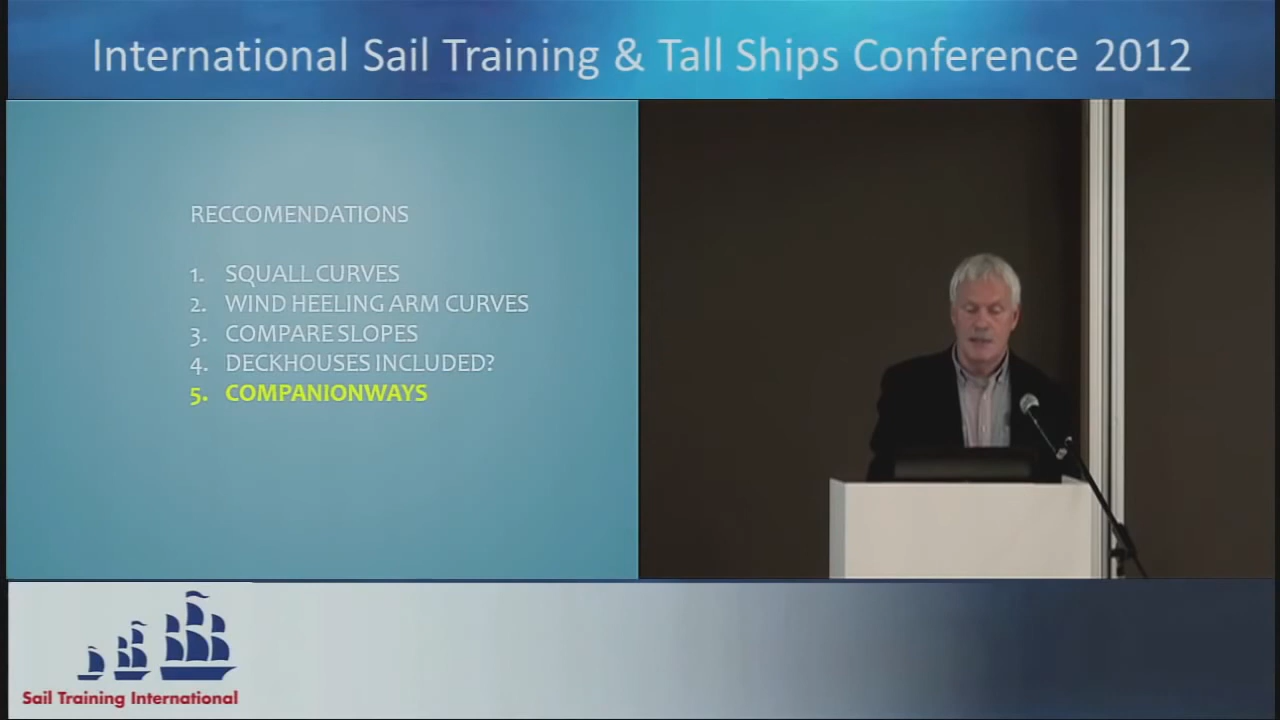 International Sail Training & Tall Ships Conference 2012
RECCOMENDATIONS
1. SQUALL CURVES
2. WIND HEELING ARM CURVES
3. COMPARE SLOPES
4. DECKHOUSES INCLUDED?
5. COMPANIONWAYS
Sail Training International